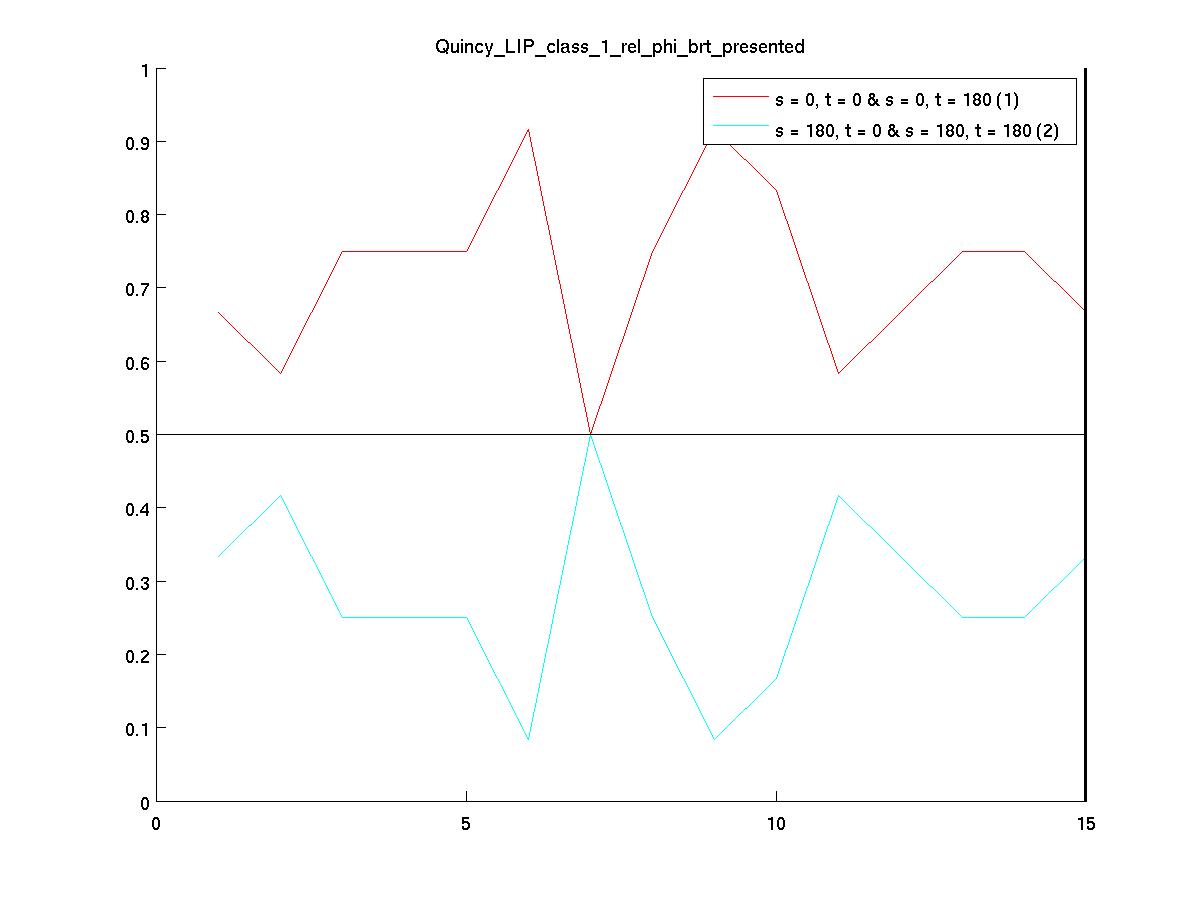 Quincy_LIP_class_1_rel_phi_brt_presented
s = 0, t = 0 & s = 0, t = 180 (1)
s = 180, t = 0 & s = 180, t = 180 (2)
1
0.9
0.8
0.7
0.6
0.5
0.4
0.3
0.2
0.1
0
0 5 10 15